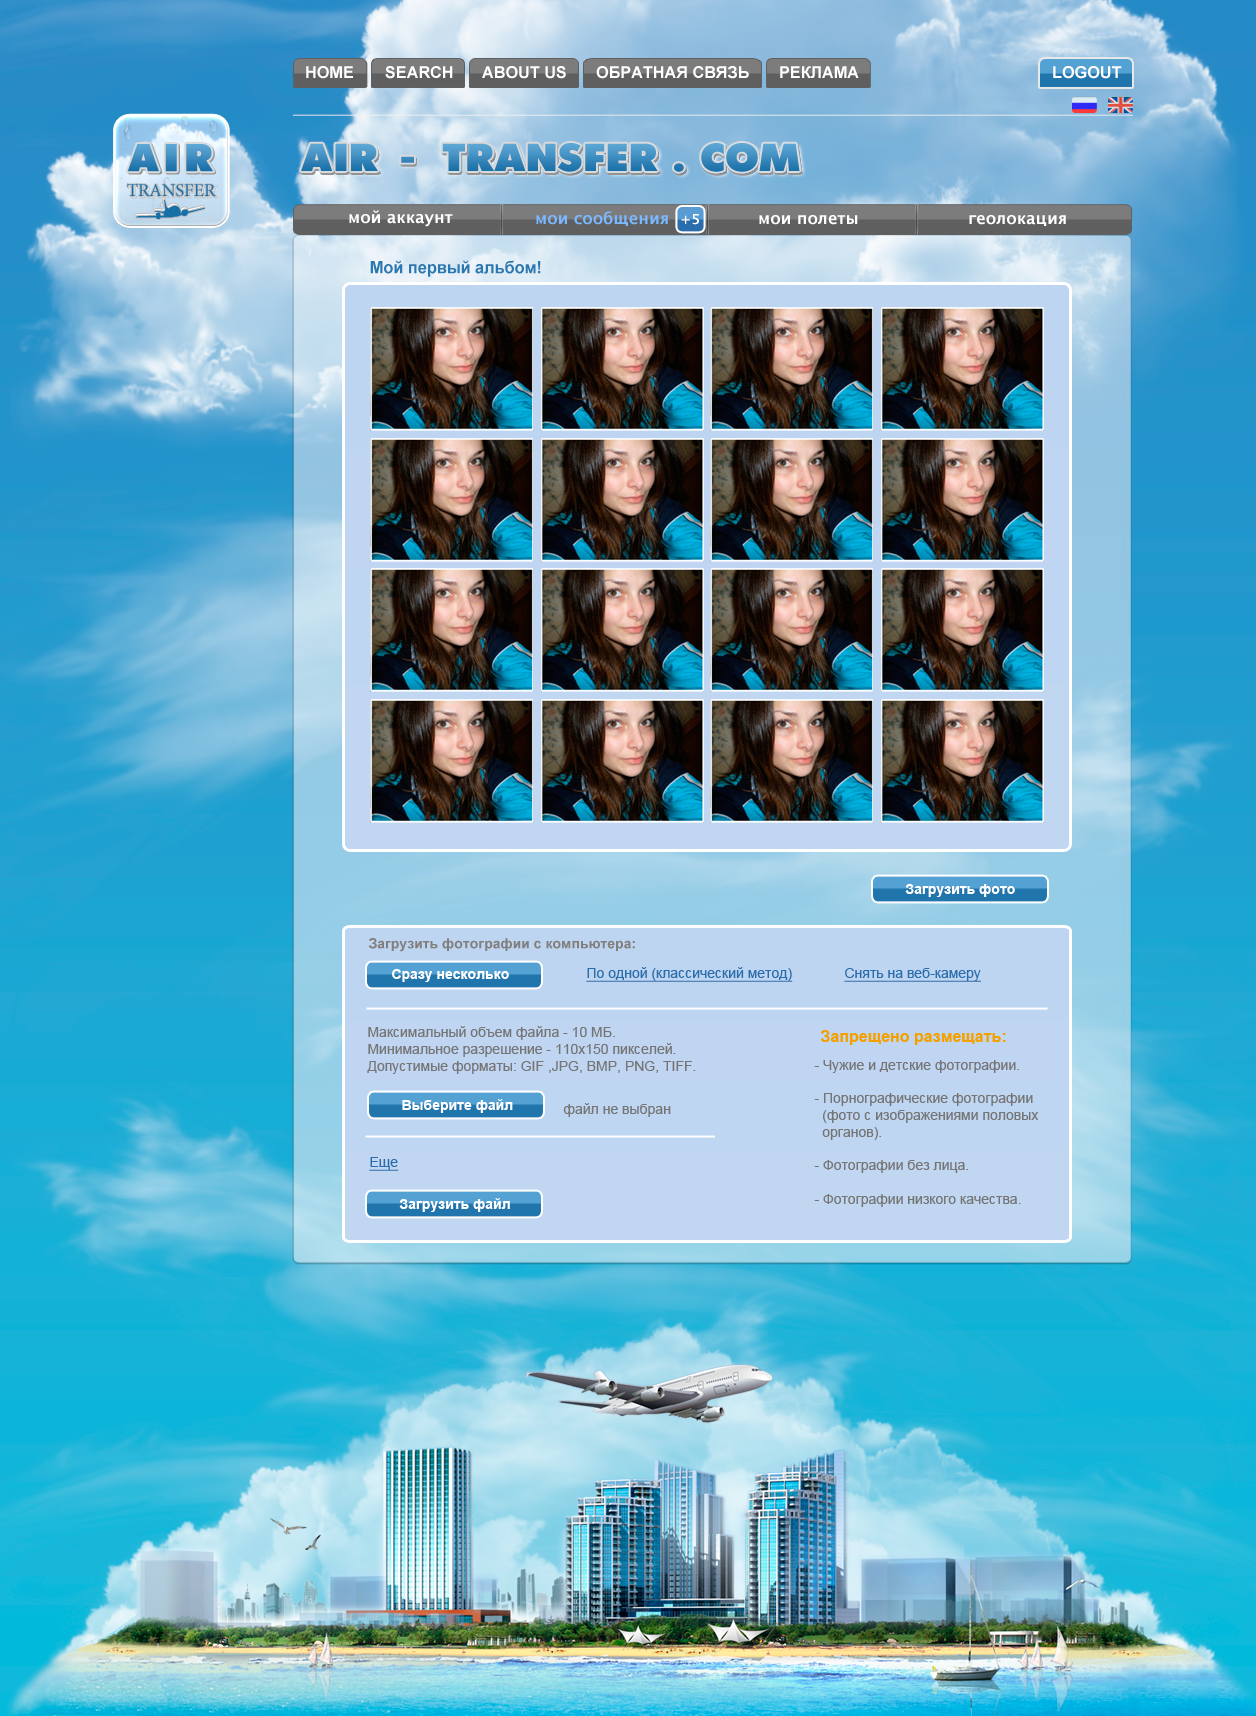 HOME
SEARCH
ABOUT US
ОБРАТНАЯ СВЯЗЬ
РЕКЛАМА
LOGOUT
AIR
TRANSFER
AIR - TRANSFER . COM
мой аккаунт
мои сообщения +5
мои полеты
геолокация
Мой первый альбом!
Загрузить фото
Загрузить фотографии с компьютера:
Сразу несколько
По одной (классический метод)
Снять на веб-камеру
Максимальный объем файла - 10 МБ.
Минимальное разрешение - 110x150 пикселей.
Допустимые форматы: GIF ,JPG, BMP, PNG, TIFF.
Выберите файл
файл не выбран
Еще
Загрузить файл
Запрещено размещать:
- Чужие и детские фотографии.
- Порнографические фотографии
(фото с изображениями половых
органов).
- Фотографии без лица.
- Фотографии низкого качества.